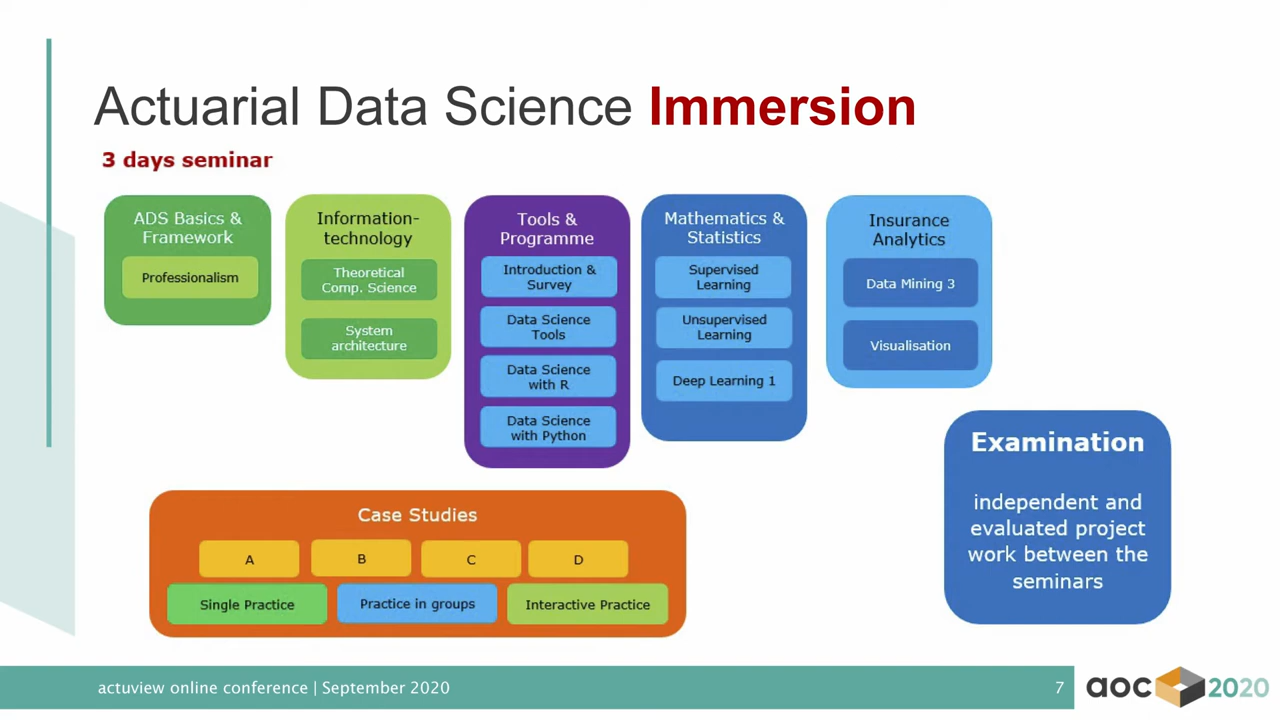 Actuarial Data Science Immersion
3 days seminar
ADS Basics &
Framework
Professionalism
Information-
technology
Theoretical
Comp. Science
System
architecture
Tools &
Programme
Introduction &
Survey
Data Science
Tools
Data Science
with R
Data Science
with Python
Mathematics &
Statistics
Supervised
Learning
Unsupervised
Learning
Deep Learning 1
Insurance
Analytics
Data Mining 3
Visualisation
Case Studies
A
B
C
D
Single Practice
Practice in groups
Interactive Practice
Examination
independent and
evaluated project
work between the
seminars
actuview online conference | September 2020
7
aoc 2020